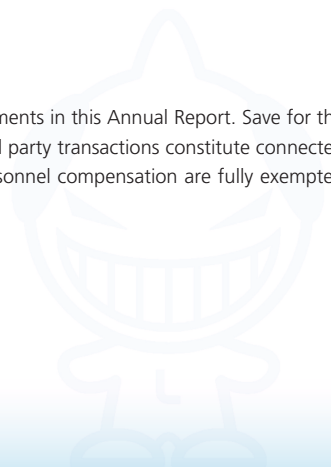 ments in this Annual Report. Save for th
party transactions constitute connecte
sonnel compensation are fully exempte